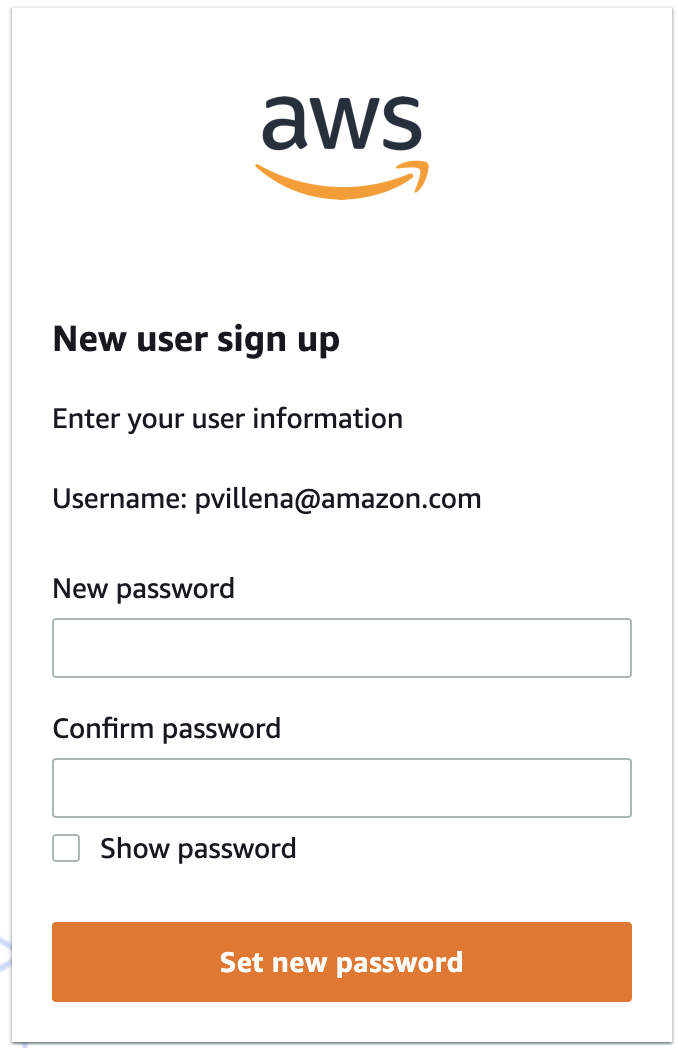 aws
New user sign up
Enter your user information
Username: pvillena@amazon.com
New password
Confirm password
Show password
Set new password